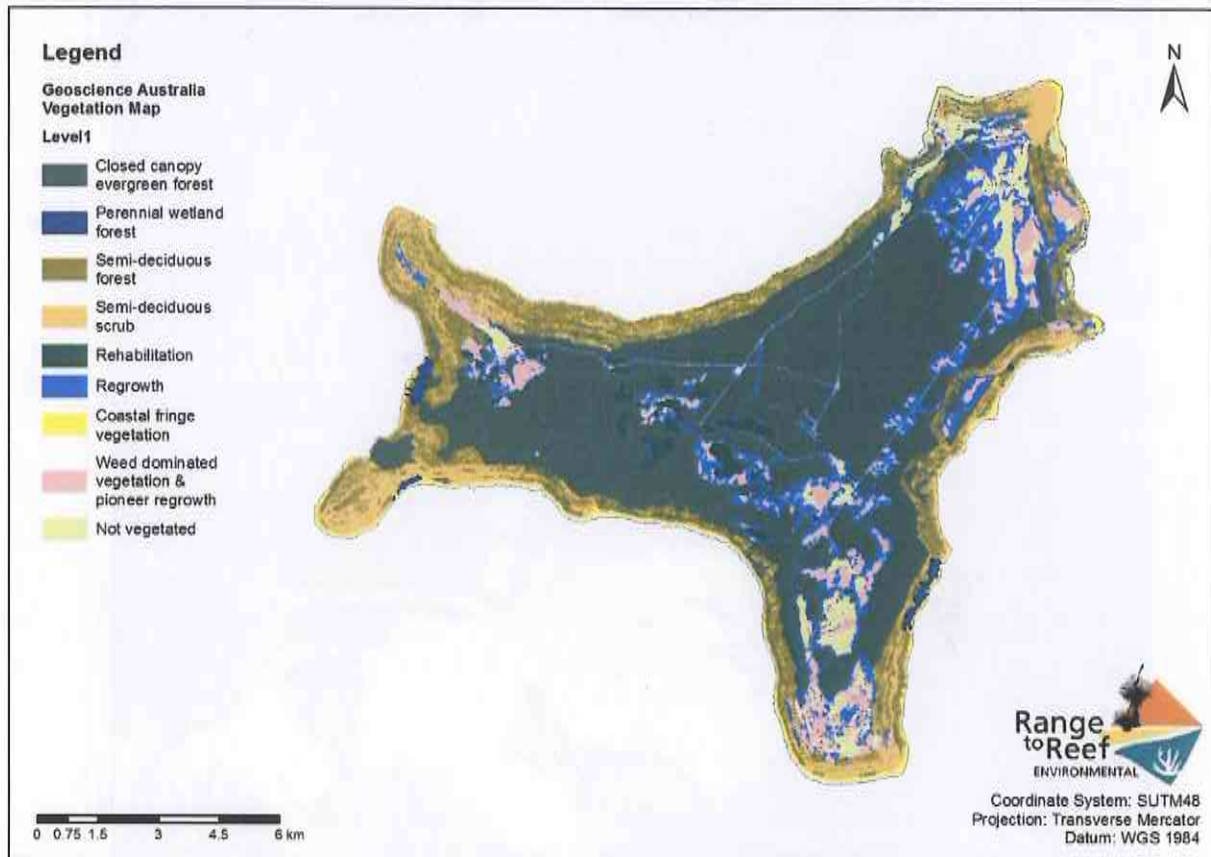 Legend
Geoscience Australia
Vegetation Map
Level1
Closed canopy
evergreen forest
Perennial wetland
forest
Semi-deciduous
forest
Semi-deciduous
scrub
Rehabilitation
Regrowth
Coastal fringe
vegetation
Weed dominated
vegetation &
pioneer regrowth
Not vegetated
N
0 0.75 1.5 3 4.5 6 km
Range
to Reef
ENVIRONMENTAL
Coordinate System: SUTM48
Projection: Transverse Mercator
Datum: WGS 1984